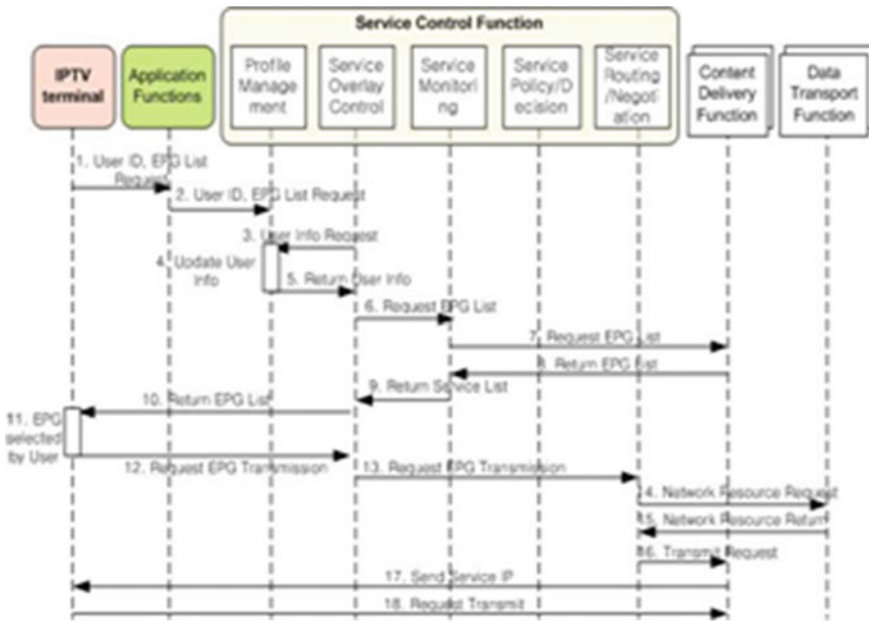 Service Control Function
IPTV
terminal
Application
Functions
Profile
Manage
ment
Service
Overlay
Control
Service
Monitori
ng
Service
Policy/D
ecision
Service
Routing
/Negoti
ation
Content
Delivery
Function
Data
Transport
Function
1. User ID, EPG List
Request
2. User ID, EPG List Request
3. User Info Request
4. Update User
Info
5. Return User Info
6. Request EPG List
7. Request EPG List
8. Return EPG List
9. Return Service List
10. Return EPG List
11. EPG
selected
by User
12. Request EPG Transmission
13. Request EPG Transmission
14. Network Resource Request
15. Network Resource Return
16. Transmit Request
17. Send Service IP
18. Request Transmit